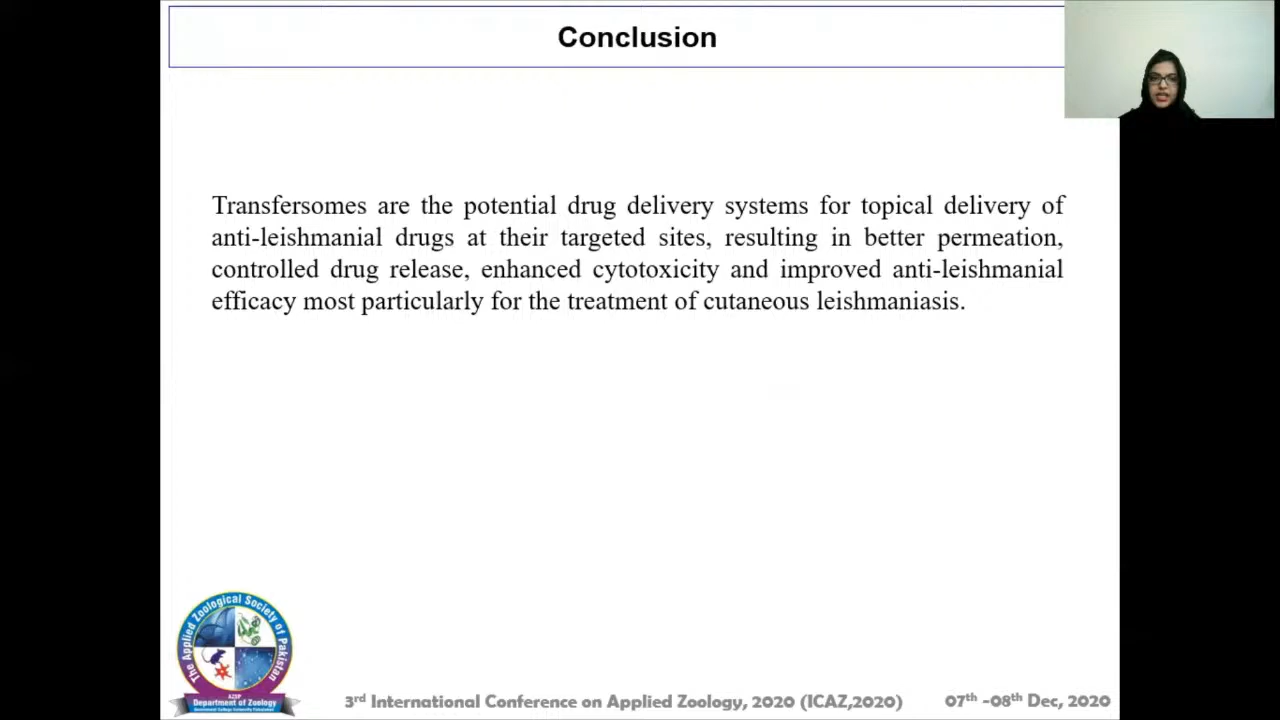 Conclusion
Transfersomes are the potential drug delivery systems for topical delivery of
anti-leishmanial drugs at their targeted sites, resulting in better permeation,
controlled drug release, enhanced cytotoxicity and improved anti-leishmanial
efficacy most particularly for the treatment of cutaneous leishmaniasis.
The Applied Zoological Society of Pakistan
AZSP
Department of Zoology
3rd International Conference on Applied Zoology, 2020 (ICAZ,2020) 07th -08th Dec, 2020